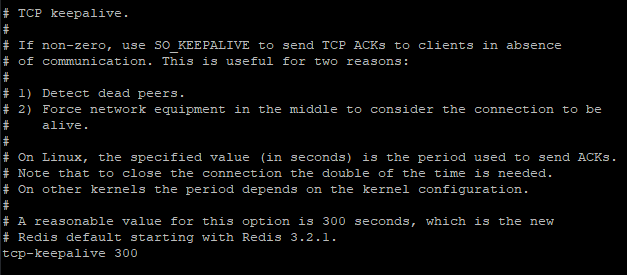 # TCP keepalive.
#
# If non-zero, use SO_KEEPALIVE to send TCP ACKs to clients in absence
# of communication. This is useful for two reasons:
#
# 1) Detect dead peers.
# 2) Force network equipment in the middle to consider the connection to be
#    alive.
#
# On Linux, the specified value (in seconds) is the period used to send ACKs.
# Note that to close the connection the double of the time is needed.
# On other kernels the period depends on the kernel configuration.
#
# A reasonable value for this option is 300 seconds, which is the new
# Redis default starting with Redis 3.2.1.
tcp-keepalive 300